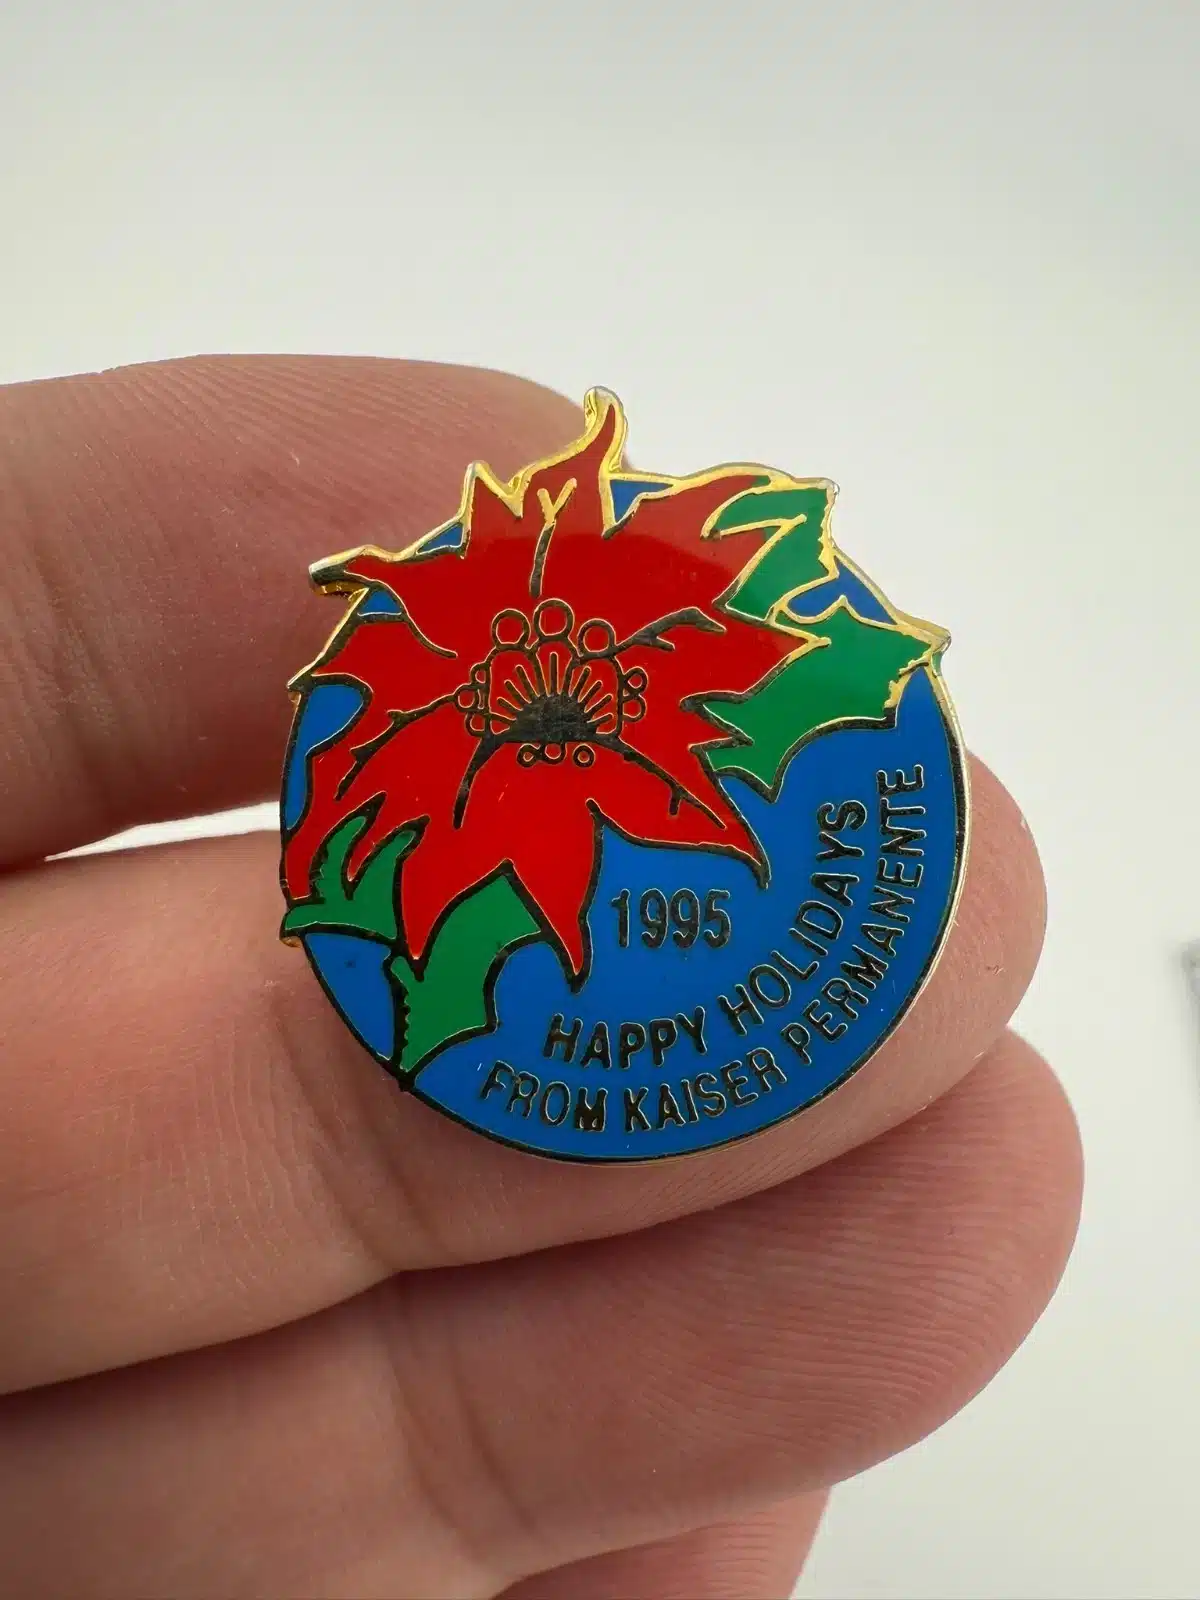 1995
HAPPY HOLIDAYS
FROM KAISER PERMANENTE